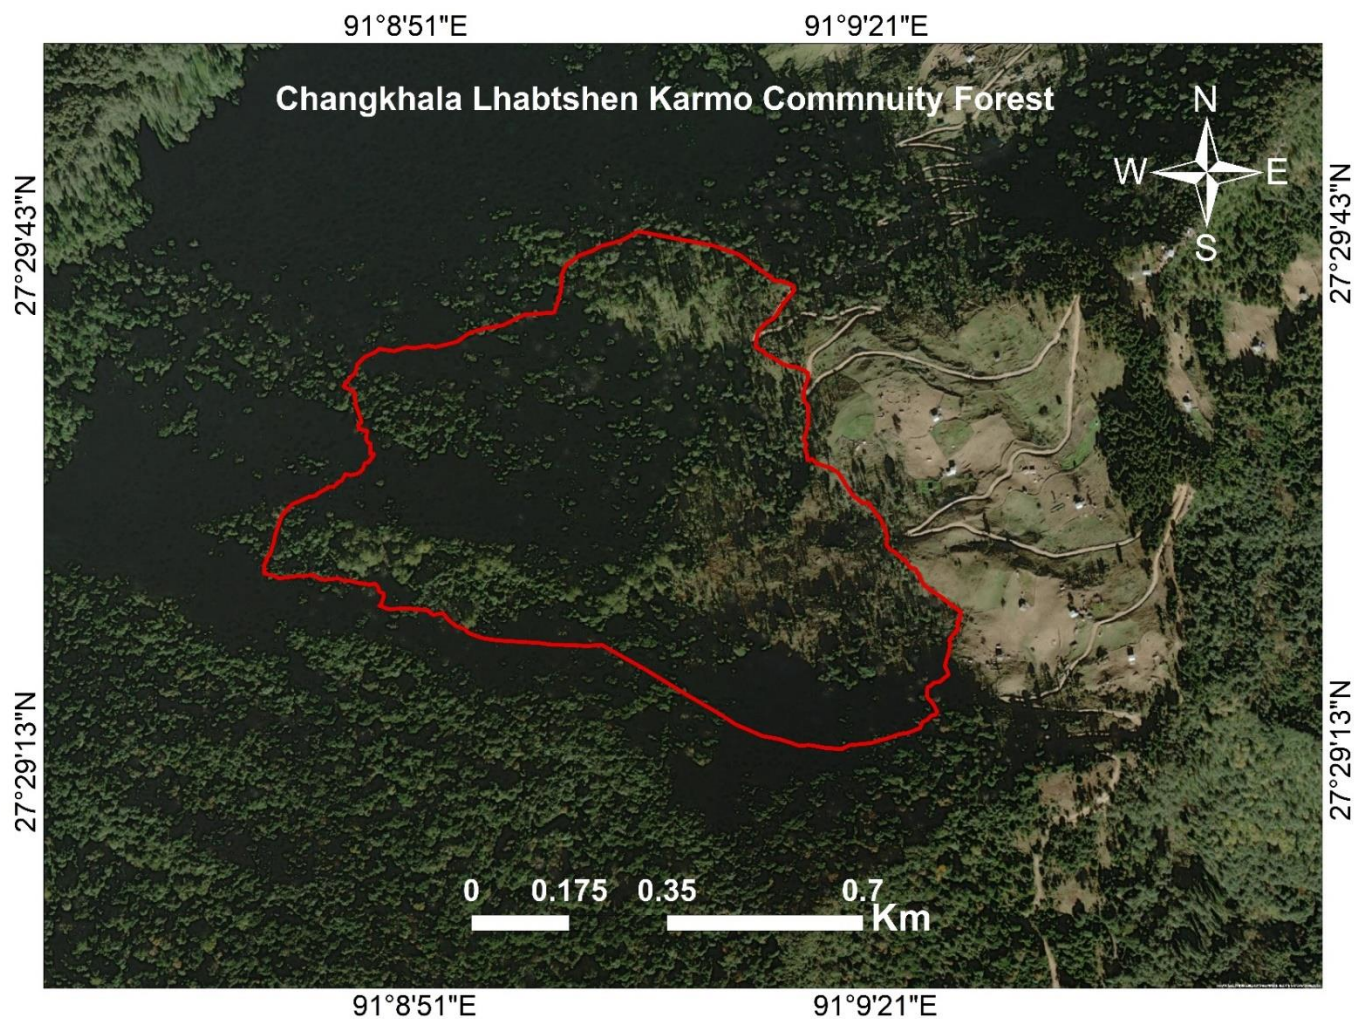 91°8'51"E 91°9'21"E
Changkhala Lhabtshen Karmo Commnuity Forest
N
W E
S
27°29'43"N 27°29'43"N
27°29'13"N 27°29'13"N
0 0.175 0.35 0.7
Km
91°8'51"E 91°9'21"E